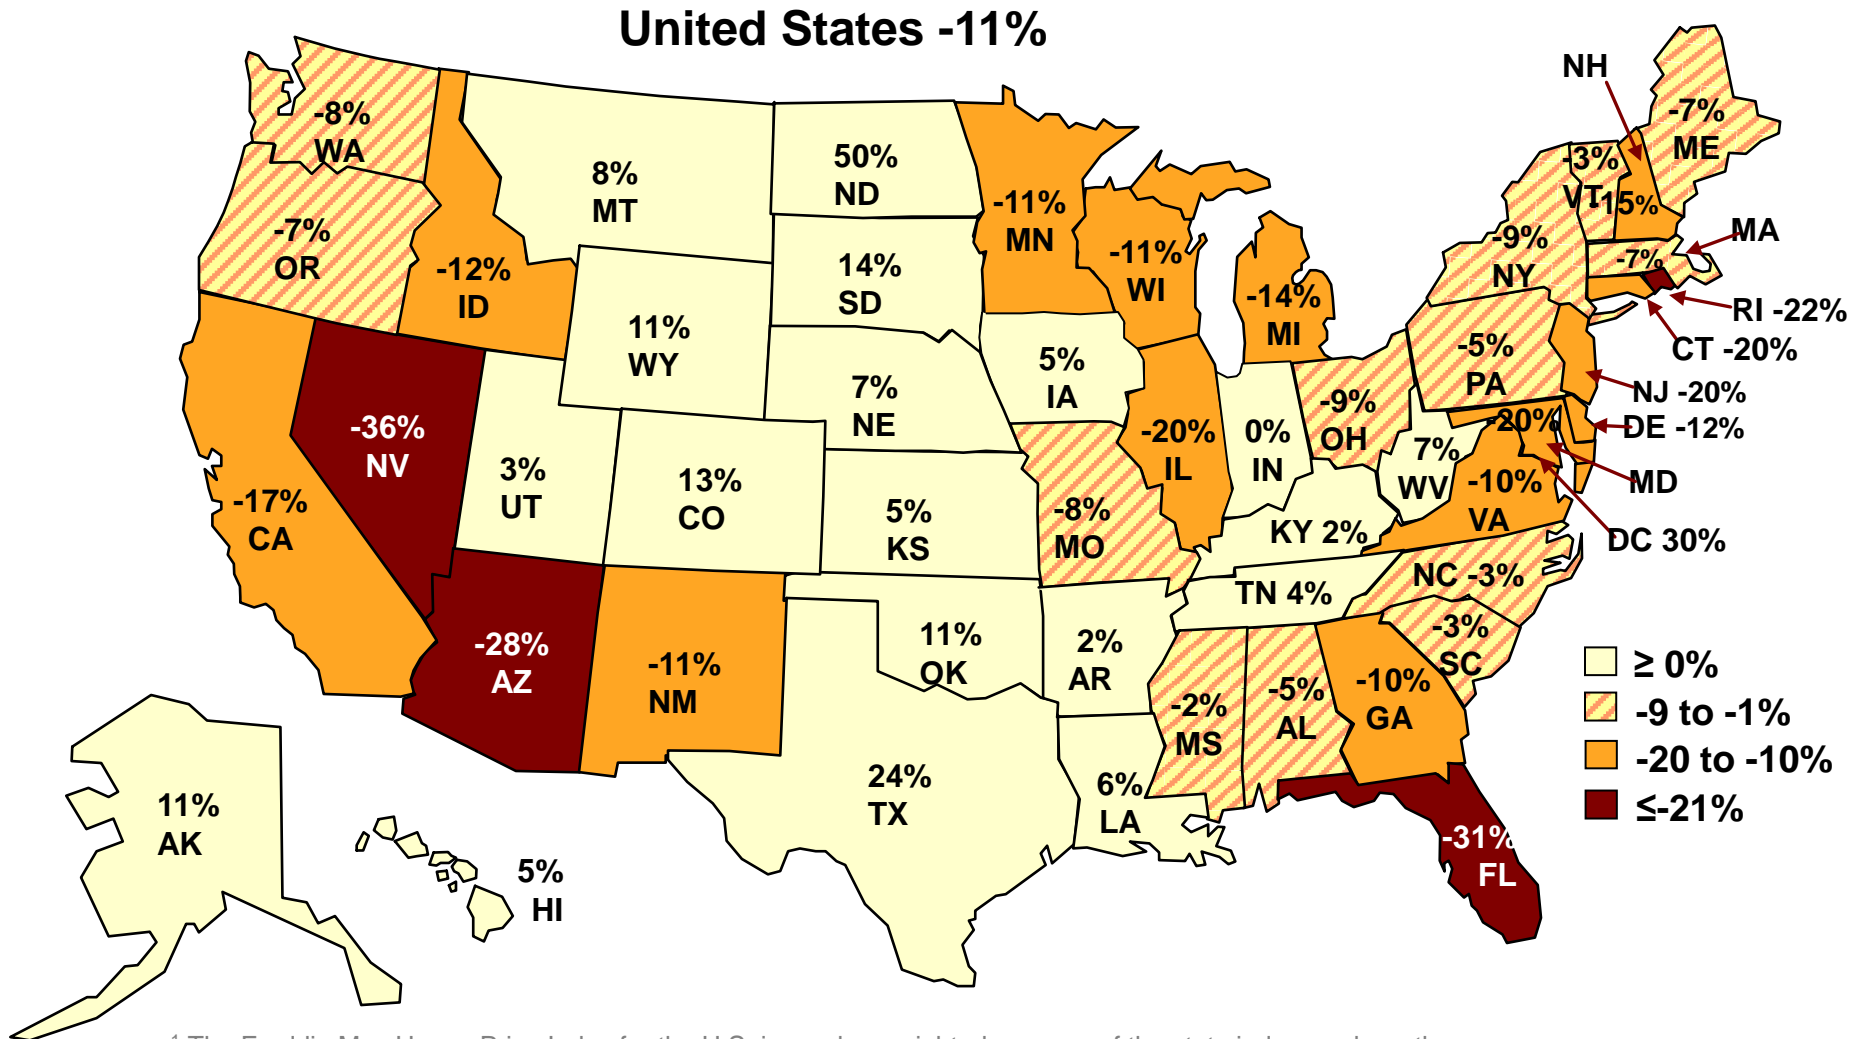 United States -11%
NH
-8%
WA
-7%
ME
-3%
VT
-15%
50%
ND
8%
MT
-11%
MN
-7%
OR
-9%
NY
MA
-7%
-12%
ID
14%
SD
-11%
WI
-14%
MI
RI -22%
11%
WY
CT -20%
5%
IA
-5%
PA
7%
NE
NJ -20%
-9%
OH
-20%
DE -12%
-36%
NV
-20%
IL
0%
IN
7%
WV
3%
UT
13%
CO
MD
-10%
VA
-17%
CA
5%
KS
-8%
MO
KY 2%
DC 30%
NC -3%
TN 4%
-28%
AZ
11%
OK
2%
AR
-3%
SC
-11%
NM
-2%
MS
-5%
AL
-10%
GA
≥ 0%
-9 to -1%
-20 to -10%
≤-21%
24%
TX
6%
LA
11%
AK
-31%
FL
5%
HI